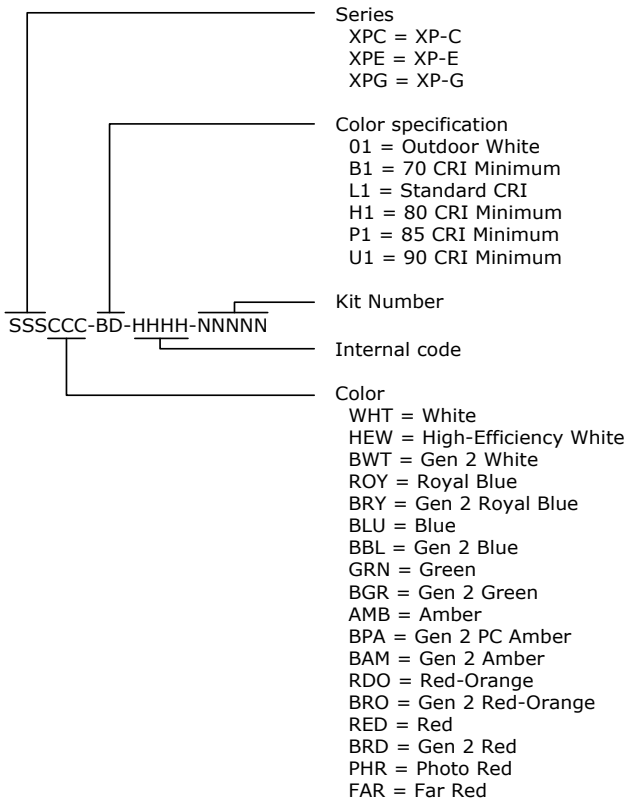 Series
XPC = XP-C
XPE = XP-E
XPG = XP-G
Color specification
01 = Outdoor White
B1 = 70 CRI Minimum
L1 = Standard CRI
H1 = 80 CRI Minimum
P1 = 85 CRI Minimum
U1 = 90 CRI Minimum
Kit Number
SSSCCC-BD-HHHH-NNNNN
Internal code
Color
WHT = White
HEW = High-Efficiency White
BWT = Gen 2 White
ROY = Royal Blue
BRY = Gen 2 Royal Blue
BLU = Blue
BBL = Gen 2 Blue
GRN = Green
BGR = Gen 2 Green
AMB = Amber
BPA = Gen 2 PC Amber
BAM = Gen 2 Amber
RDO = Red-Orange
BRO = Gen 2 Red-Orange
RED = Red
BRD = Gen 2 Red
PHR = Photo Red
FAR = Far Red